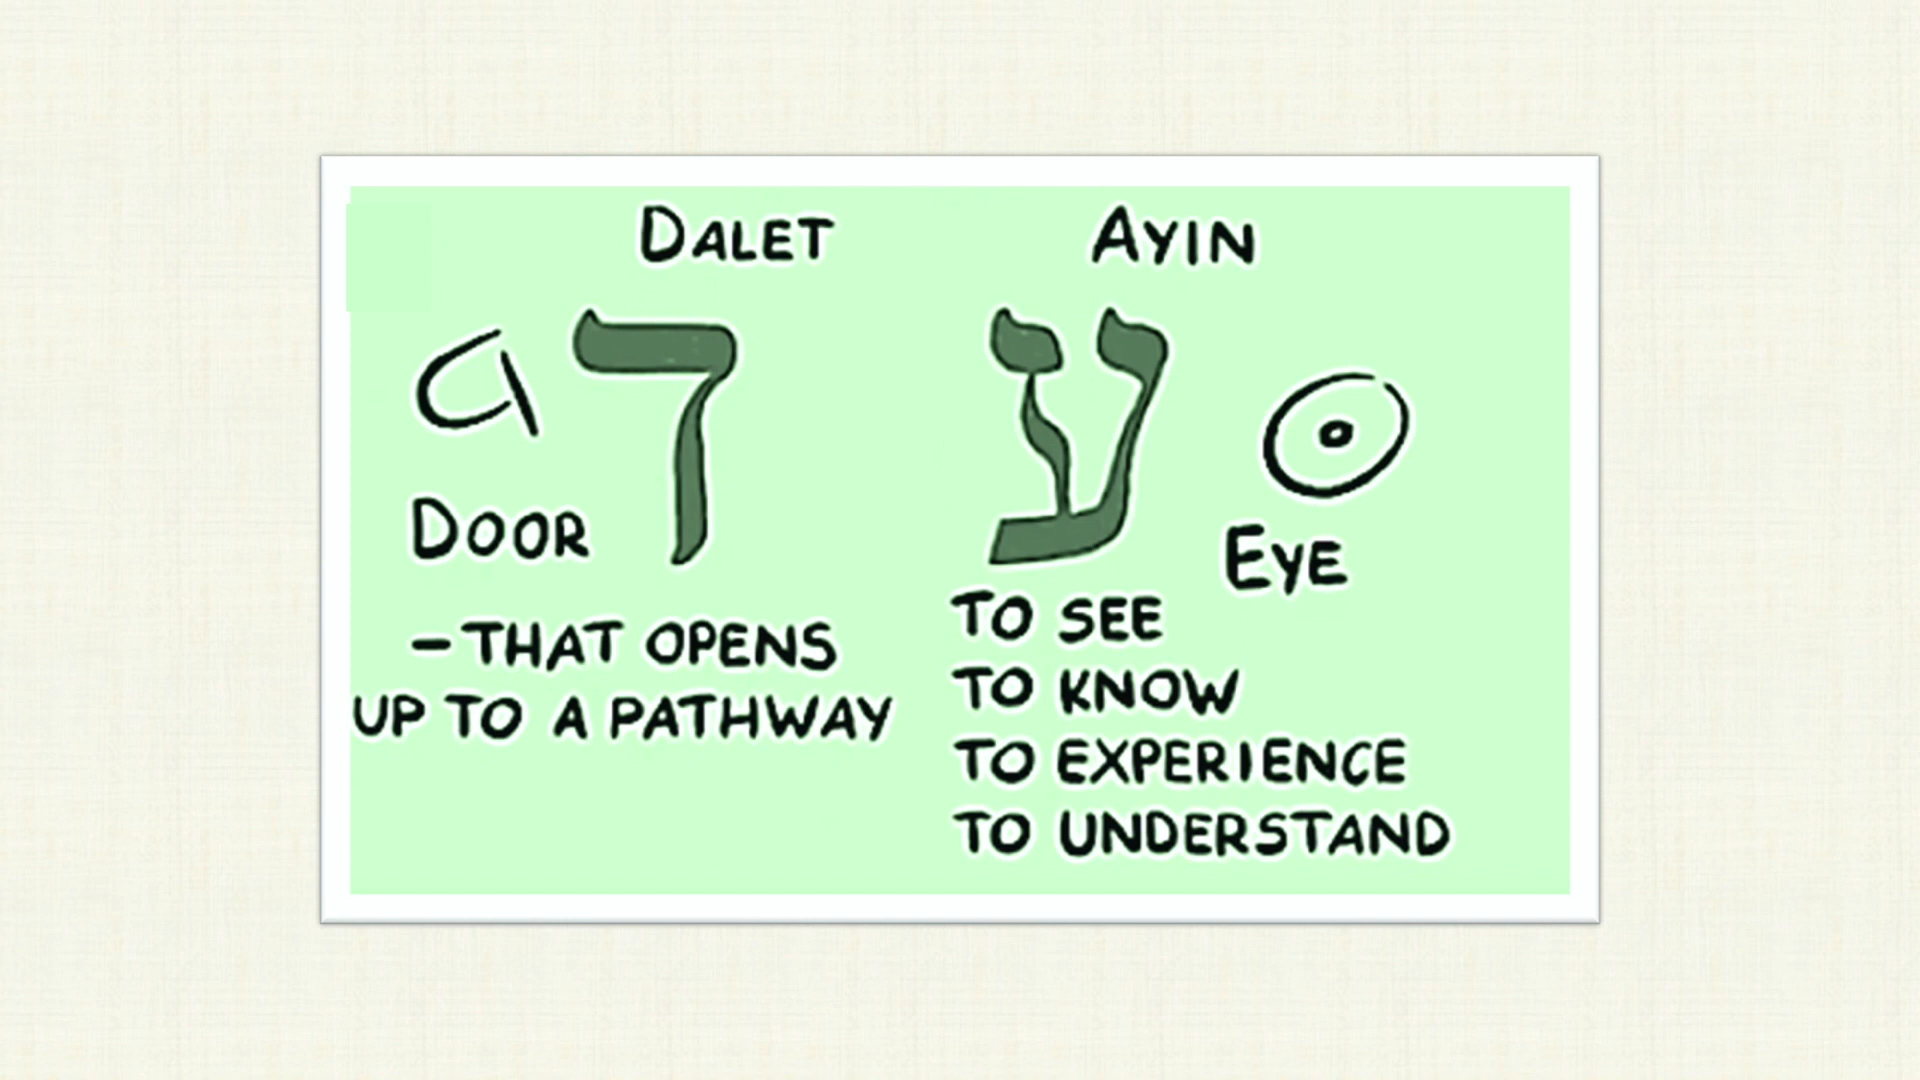 DALET
AYIN
ד
ע
DOOR
EYE
– THAT OPENS
UP TO A PATHWAY
TO SEE
TO KNOW
TO EXPERIENCE
TO UNDERSTAND